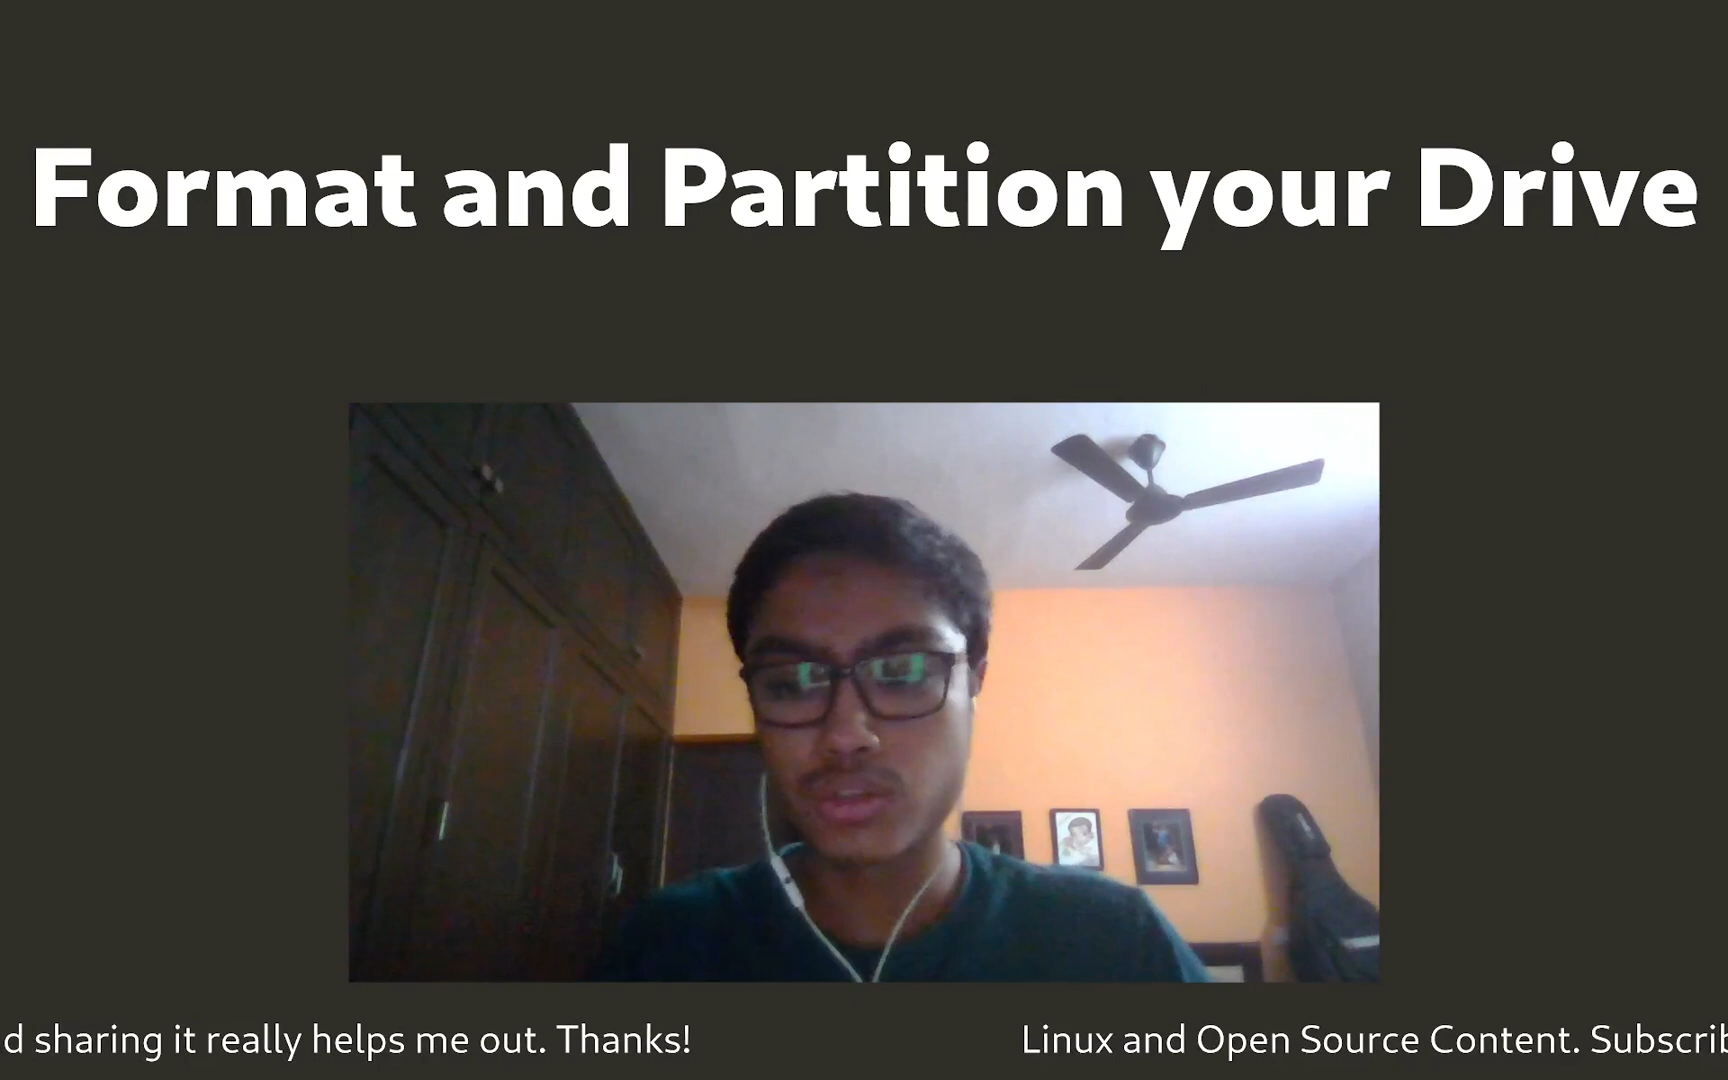 Format and Partition your Drive
d sharing it really helps me out. Thanks!
Linux and Open Source Content. Subscrib